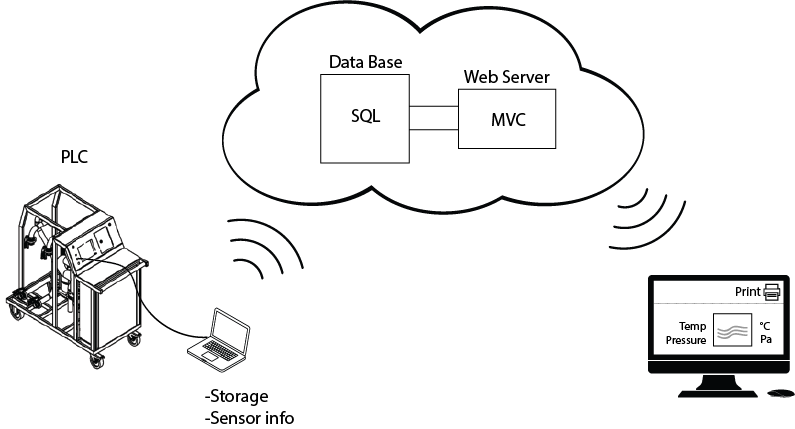 Data Base
Web Server
SQL
MVC
PLC
Print
Temp °C
Pressure Pa
-Storage
-Sensor info